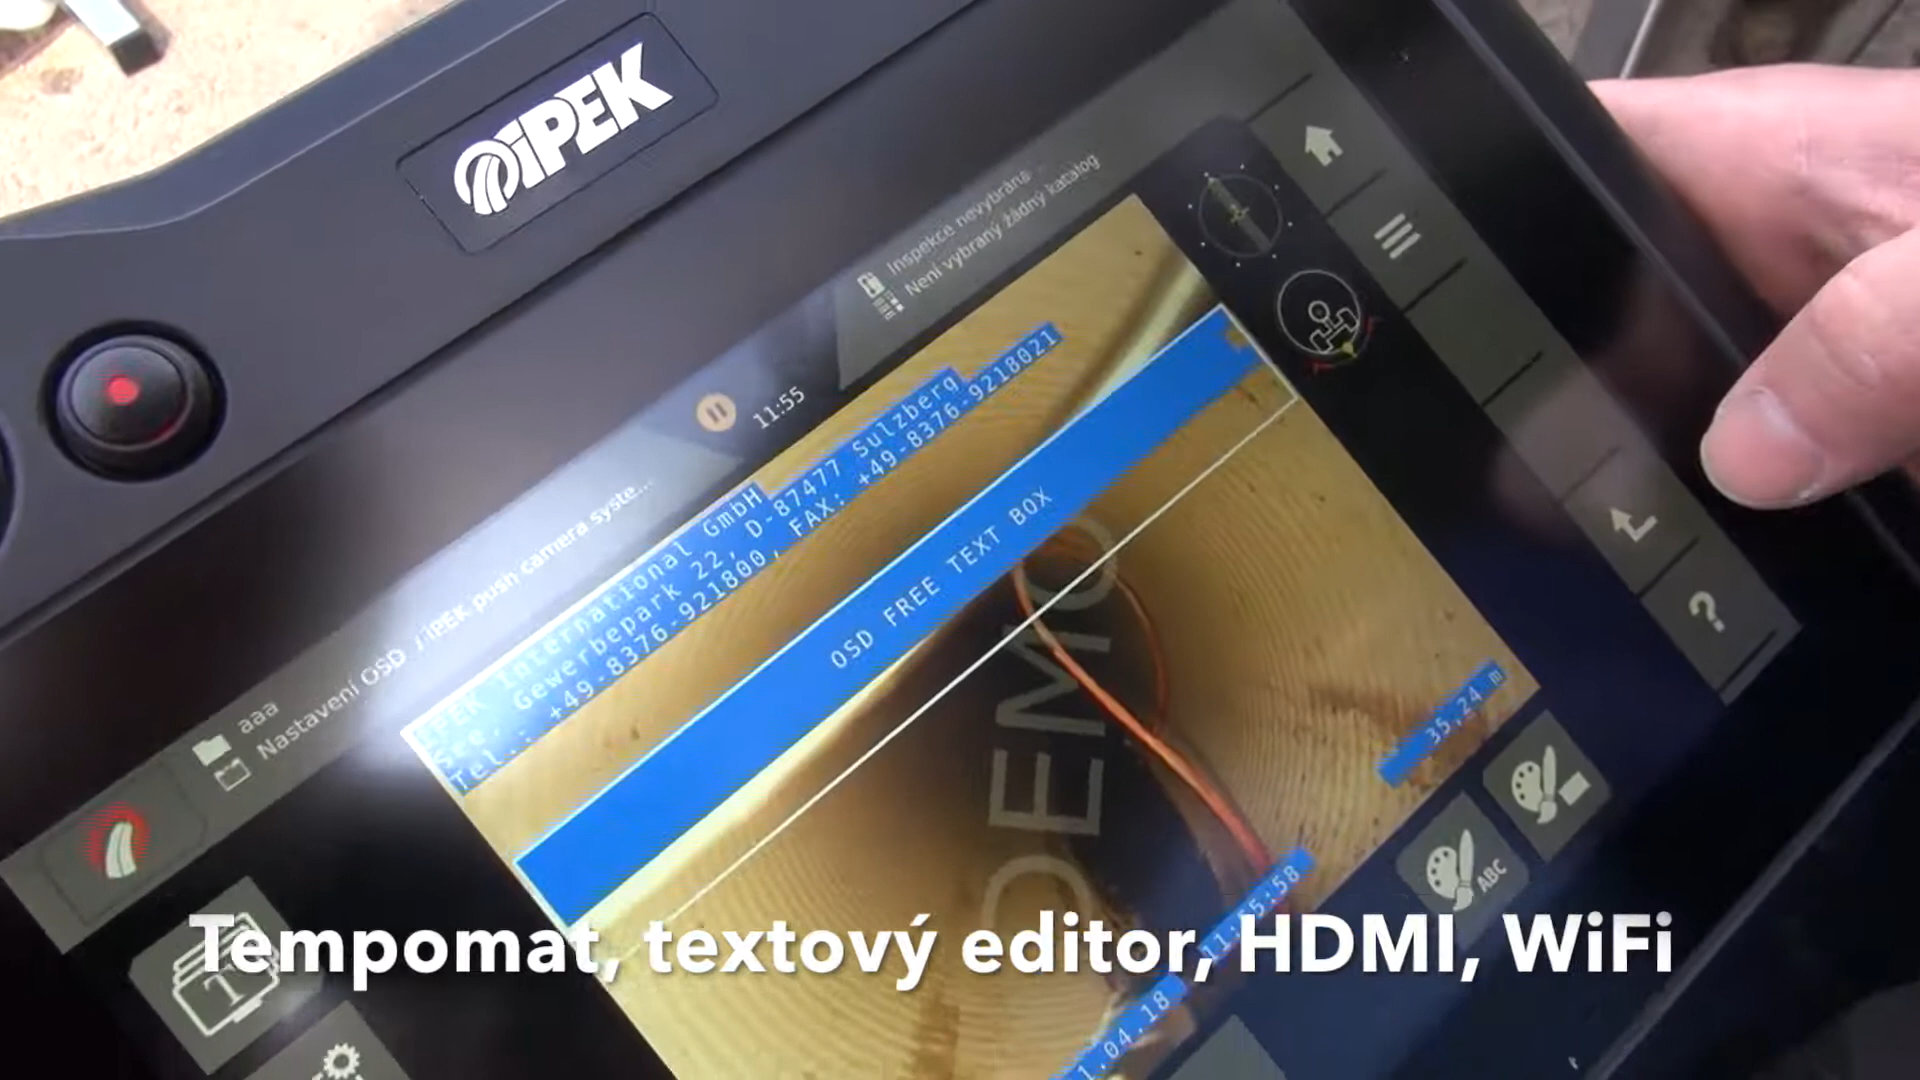 iPEK
Inspekce nevybrána
Není vybraný žádný katalog
11:55
aaa
Nastavení OSD / iPEK push camera syste...
iPEK International GmbH
See, Gewerbepark 22, D-87477 Sulzberg
Tel.: +49-8376-921800, FAX: +49-8376-9218021
OSD FREE TEXT BOX
DEMO
35,24 m
ABC
11:55:58
1.04.18
?
Tempomat, textový editor, HDMI, WiFi